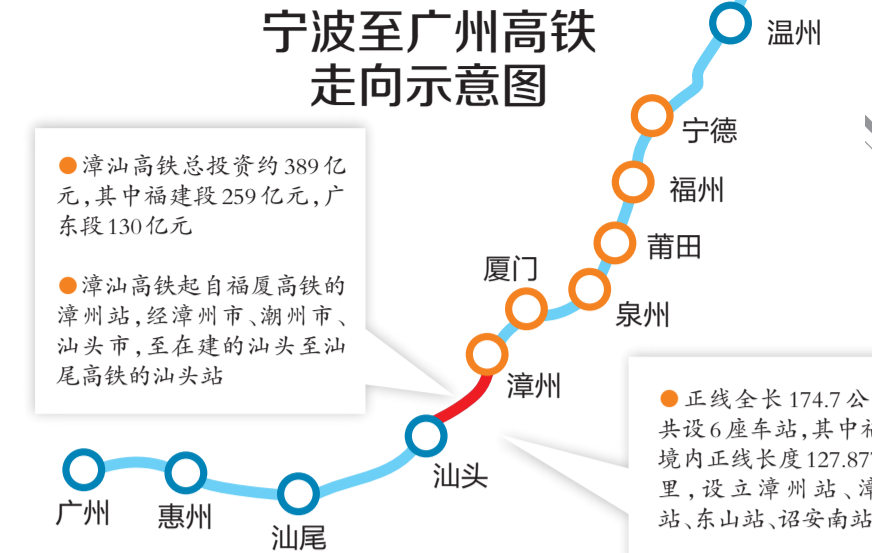 宁波至广州高铁
走向示意图
温州
宁德
福州
莆田
泉州
厦门
漳州
汕头
汕尾
惠州
广州
●漳汕高铁总投资约389亿
元,其中福建段259亿元,广
东段130亿元
●漳汕高铁起自福厦高铁的
漳州站,经漳州市、潮州市、
汕头市,至在建的汕头至汕
尾高铁的汕头站
●正线全长174.7公
共设6座车站,其中
境内正线长度127.877
里,设立漳州站、漳
站、东山站、诏安南站